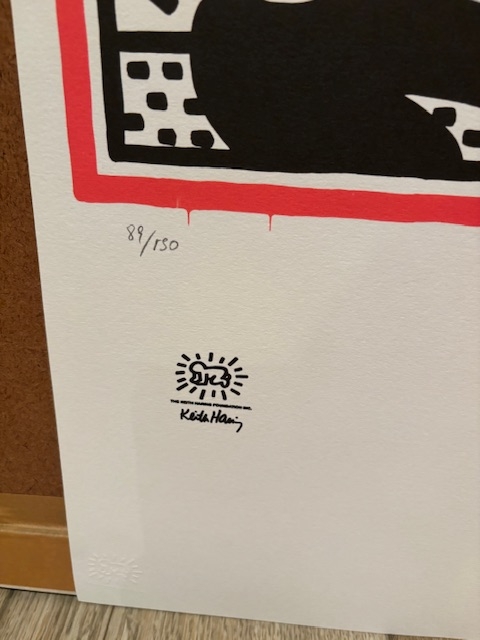 89/150
THE KEITH HARING FOUNDATION INC.
Keith Haring